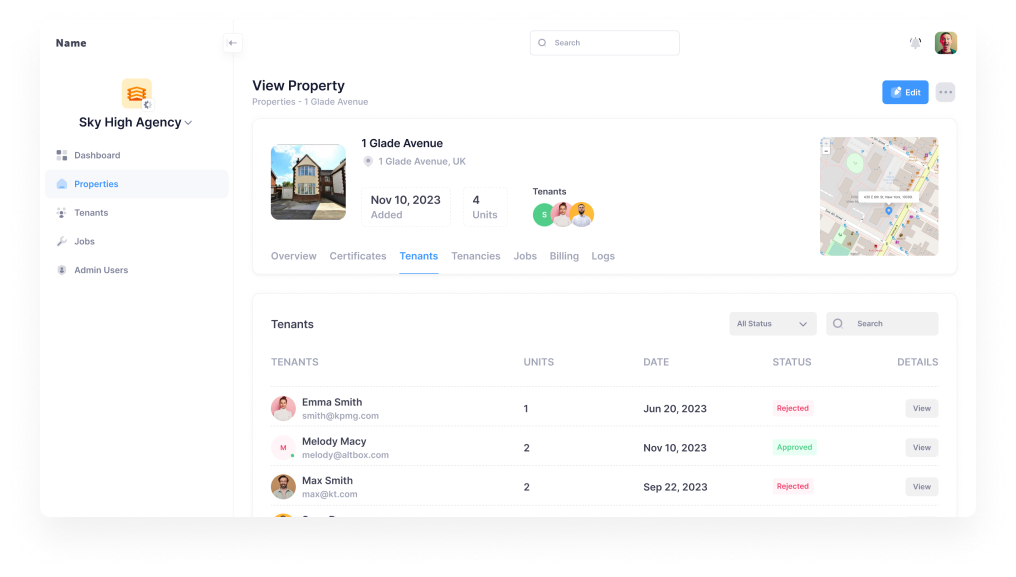 Name
Search
Sky High Agency
Dashboard
Properties
Tenants
Jobs
Admin Users
View Property
Properties - 1 Glade Avenue
Edit
1 Glade Avenue
1 Glade Avenue, UK
Nov 10, 2023
Added
4
Units
Tenants
S
Overview Certificates Tenants Tenancies Jobs Billing Logs
Tenants
All Status
Search
TENANTS UNITS DATE STATUS DETAILS
Emma Smith
smith@kpmg.com
1 Jun 20, 2023 Rejected View
M
Melody Macy
melody@altbox.com
2 Nov 10, 2023 Approved View
Max Smith
max@kt.com
2 Sep 22, 2023 Rejected View